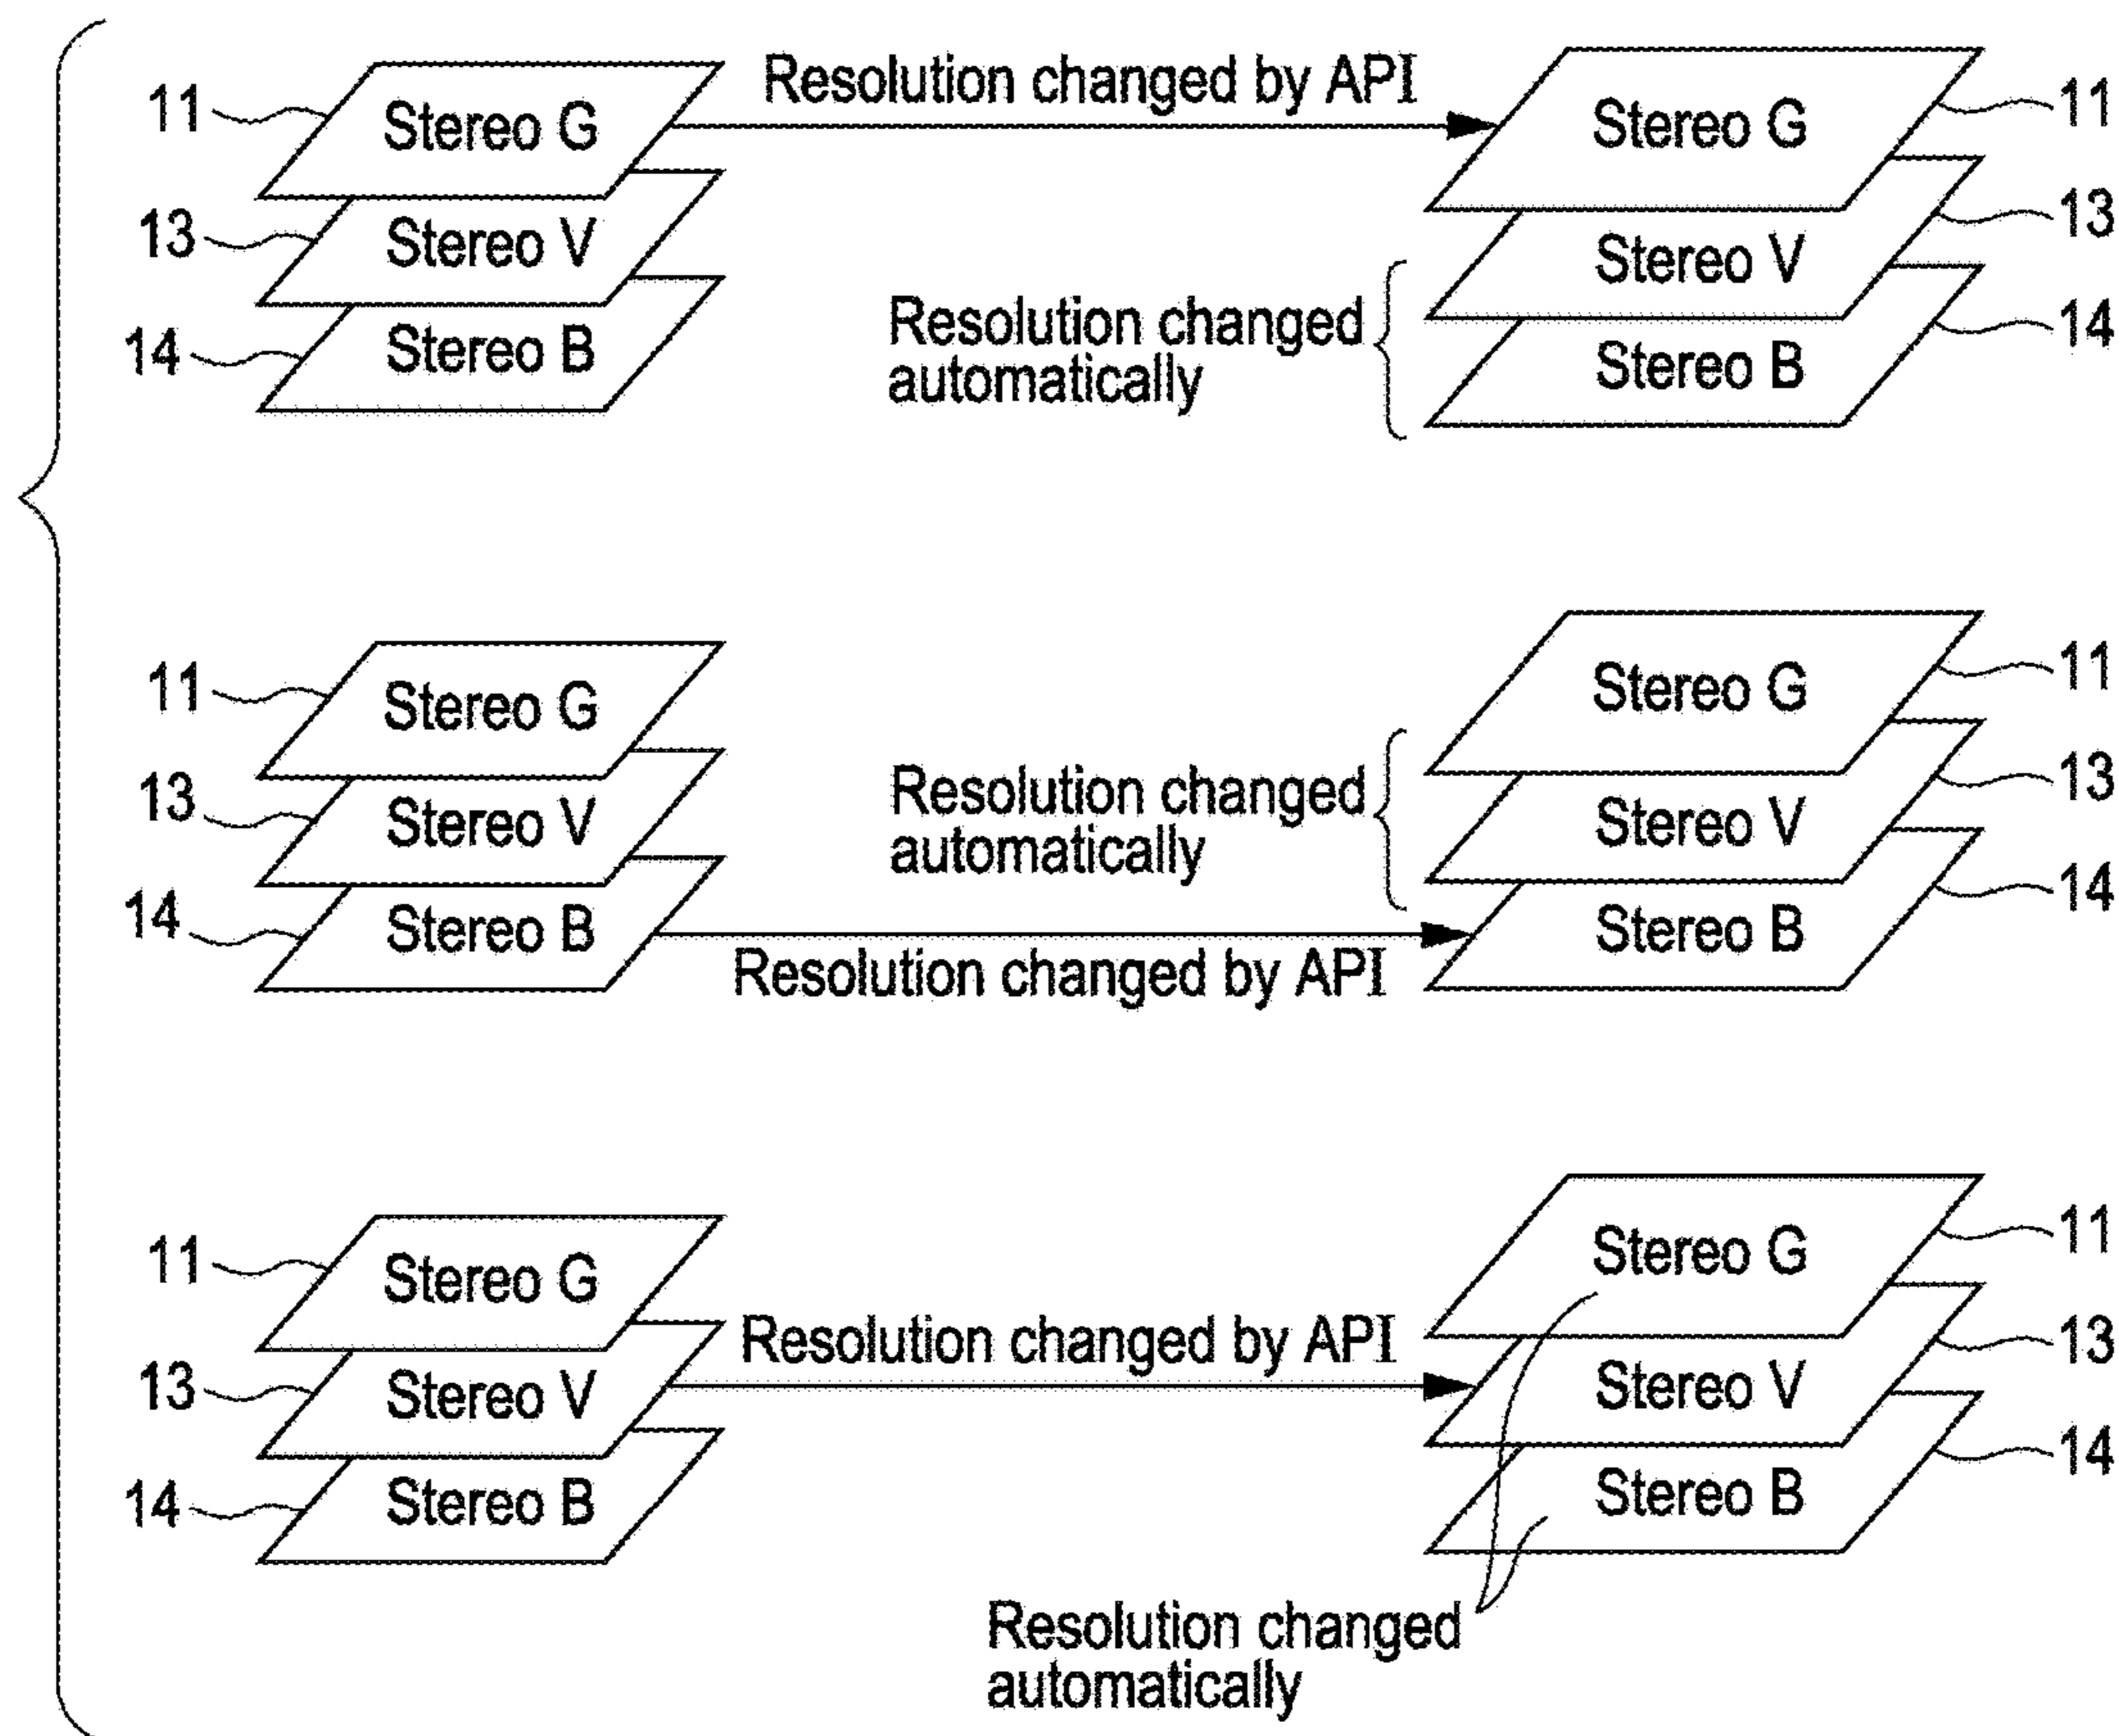 11
Stereo G
Resolution changed by API
Stereo G
11
13
Stereo V
Stereo V
13
14
Stereo B
Resolution changed
automatically
Stereo B
14
11
Stereo G
Stereo G
11
13
Stereo V
Resolution changed
automatically
Stereo V
13
14
Stereo B
Resolution changed by API
Stereo B
14
11
Stereo G
Stereo G
11
13
Stereo V
Resolution changed by API
Stereo V
13
14
Stereo B
Stereo B
14
Resolution changed
automatically